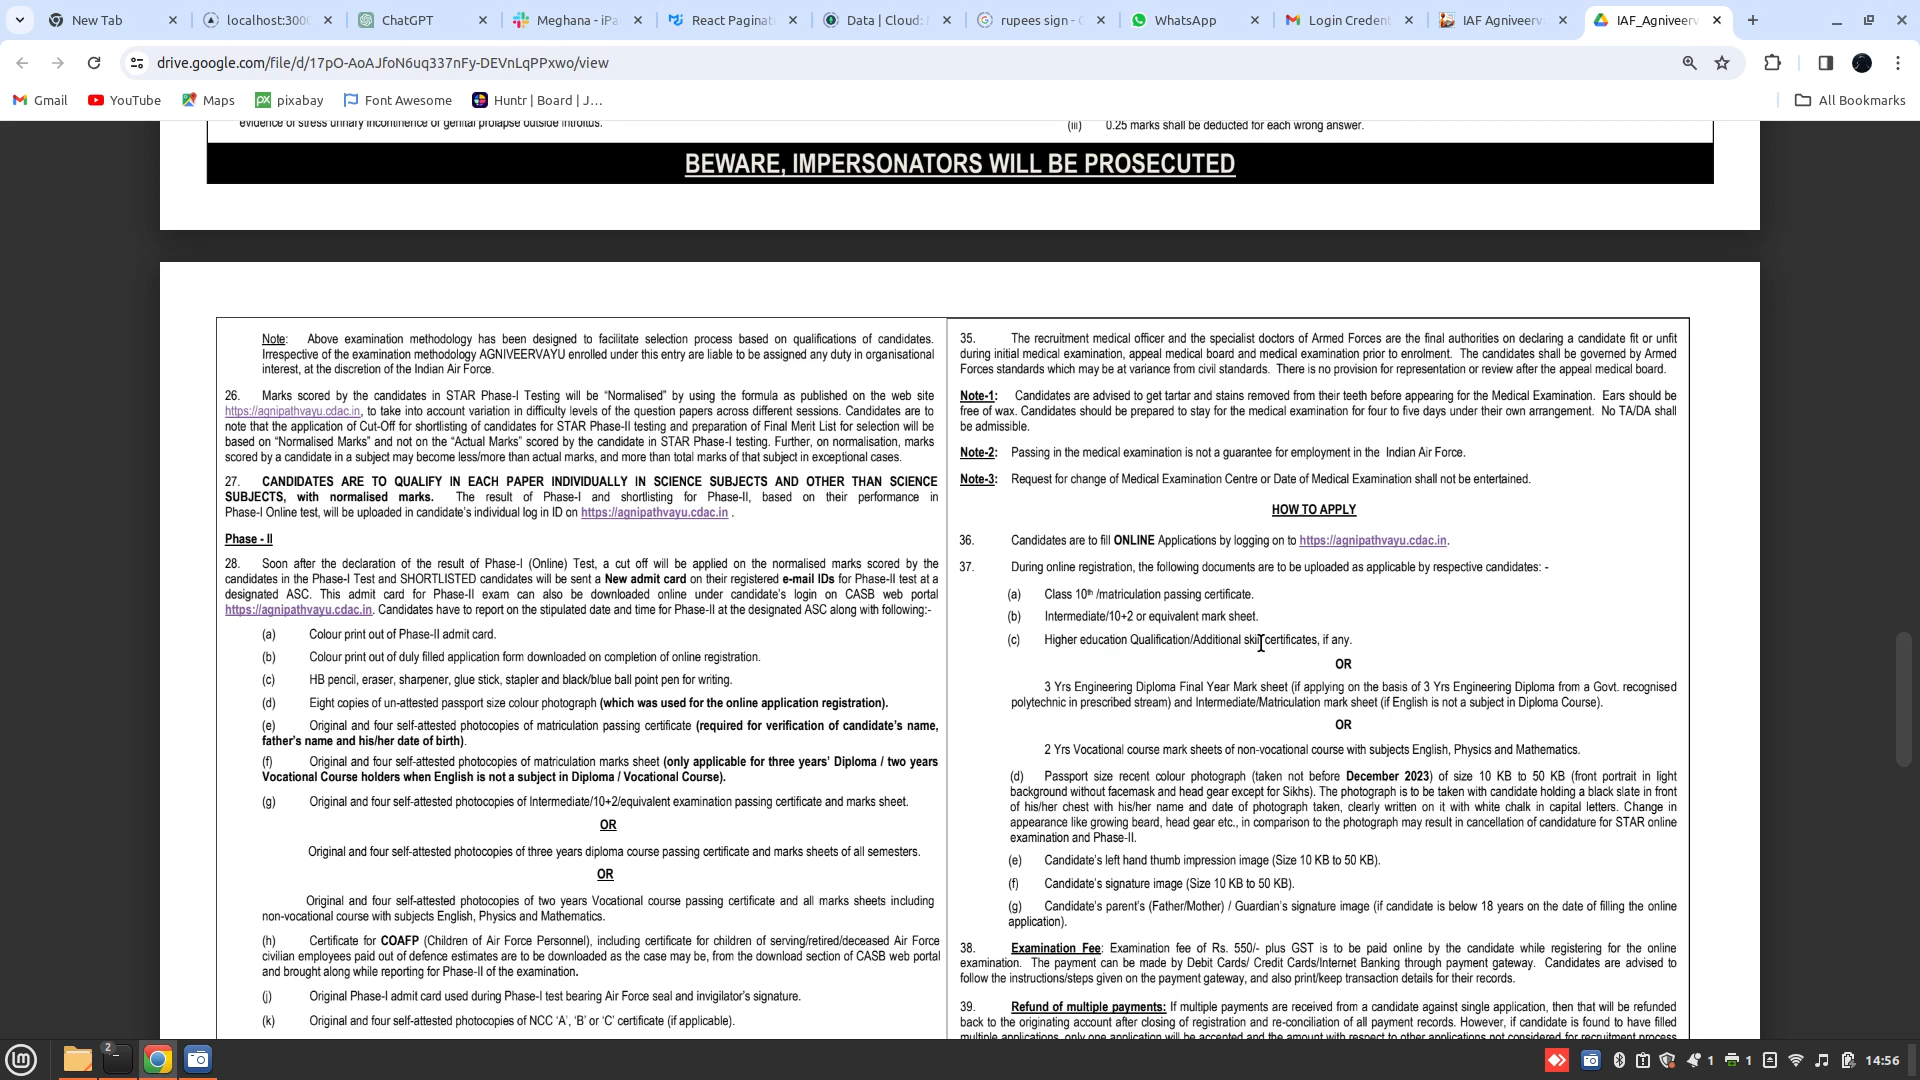 New Tab
localhost:3000
ChatGPT
Meghana - iPa
React Paginati
Data | Cloud:
rupees sign - G
WhatsApp
Login Credent
IAF Agniveerv
IAF_Agniveerv
drive.google.com/file/d/17pO-AoAJfoN6uq337nFy-DEVnLqPPxwo/view
Gmail
YouTube
Maps
pixabay
Font Awesome
Huntr | Board | J…
All Bookmarks
evidence of stress urinary incontinence or genital prolapse outside introitus.
(iii) 0.25 marks shall be deducted for each wrong answer.
BEWARE, IMPERSONATORS WILL BE PROSECUTED
Note: Above examination methodology has been designed to facilitate selection process based on qualifications of candidates.
Irrespective of the examination methodology AGNIVEERVAYU enrolled under this entry are liable to be assigned any duty in organisational
interest, at the discretion of the Indian Air Force.
26. Marks scored by the candidates in STAR Phase-I Testing will be “Normalised” by using the formula as published on the web site
https://agnipathvayu.cdac.in, to take into account variation in difficulty levels of the question papers across different sessions. Candidates are to
note that the application of Cut-Off for shortlisting of candidates for STAR Phase-II testing and preparation of Final Merit List for selection will be
based on “Normalised Marks” and not on the “Actual Marks” scored by the candidate in STAR Phase-I testing. Further, on normalisation, marks
scored by a candidate in a subject may become less/more than actual marks, and more than total marks of that subject in exceptional cases.
27. CANDIDATES ARE TO QUALIFY IN EACH PAPER INDIVIDUALLY IN SCIENCE SUBJECTS AND OTHER THAN SCIENCE
SUBJECTS, with normalised marks. The result of Phase-I and shortlisting for Phase-II, based on their performance in
Phase-I Online test, will be uploaded in candidate’s individual log in ID on https://agnipathvayu.cdac.in .
Phase - II
28. Soon after the declaration of the result of Phase-I (Online) Test, a cut off will be applied on the normalised marks scored by the
candidates in the Phase-I Test and SHORTLISTED candidates will be sent a New admit card on their registered e-mail IDs for Phase-II test at a
designated ASC. This admit card for Phase-II exam can also be downloaded online under candidate’s login on CASB web portal
https://agnipathvayu.cdac.in. Candidates have to report on the stipulated date and time for Phase-II at the designated ASC along with following:-
(a) Colour print out of Phase-II admit card.
(b) Colour print out of duly filled application form downloaded on completion of online registration.
(c) HB pencil, eraser, sharpener, glue stick, stapler and black/blue ball point pen for writing.
(d) Eight copies of un-attested passport size colour photograph (which was used for the online application registration).
(e) Original and four self-attested photocopies of matriculation passing certificate (required for verification of candidate’s name,
father’s name and his/her date of birth).
(f) Original and four self-attested photocopies of matriculation marks sheet (only applicable for three years’ Diploma / two years
Vocational Course holders when English is not a subject in Diploma / Vocational Course).
(g) Original and four self-attested photocopies of Intermediate/10+2/equivalent examination passing certificate and marks sheet.
OR
Original and four self-attested photocopies of three years diploma course passing certificate and marks sheets of all semesters.
OR
Original and four self-attested photocopies of two years Vocational course passing certificate and all marks sheets including
non-vocational course with subjects English, Physics and Mathematics.
(h) Certificate for COAFP (Children of Air Force Personnel), including certificate for children of serving/retired/deceased Air Force
civilian employees paid out of defence estimates are to be downloaded as the case may be, from the download section of CASB web portal
and brought along while reporting for Phase-II of the examination.
(j) Original Phase-I admit card used during Phase-I test bearing Air Force seal and invigilator’s signature.
(k) Original and four self-attested photocopies of NCC ‘A’, ‘B’ or ‘C’ certificate (if applicable).
35. The recruitment medical officer and the specialist doctors of Armed Forces are the final authorities on declaring a candidate fit or unfit
during initial medical examination, appeal medical board and medical examination prior to enrolment. The candidates shall be governed by Armed
Forces standards which may be at variance from civil standards. There is no provision for representation or review after the appeal medical board.
Note-1: Candidates are advised to get tartar and stains removed from their teeth before appearing for the Medical Examination. Ears should be
free of wax. Candidates should be prepared to stay for the medical examination for four to five days under their own arrangement. No TA/DA shall
be admissible.
Note-2: Passing in the medical examination is not a guarantee for employment in the Indian Air Force.
Note-3: Request for change of Medical Examination Centre or Date of Medical Examination shall not be entertained.
HOW TO APPLY
36. Candidates are to fill ONLINE Applications by logging on to https://agnipathvayu.cdac.in.
37. During online registration, the following documents are to be uploaded as applicable by respective candidates: -
(a) Class 10th /matriculation passing certificate.
(b) Intermediate/10+2 or equivalent mark sheet.
(c) Higher education Qualification/Additional skill certificates, if any.
OR
3 Yrs Engineering Diploma Final Year Mark sheet (if applying on the basis of 3 Yrs Engineering Diploma from a Govt. recognised
polytechnic in prescribed stream) and Intermediate/Matriculation mark sheet (if English is not a subject in Diploma Course).
OR
2 Yrs Vocational course mark sheets of non-vocational course with subjects English, Physics and Mathematics.
(d) Passport size recent colour photograph (taken not before December 2023) of size 10 KB to 50 KB (front portrait in light
background without facemask and head gear except for Sikhs). The photograph is to be taken with candidate holding a black slate in front
of his/her chest with his/her name and date of photograph taken, clearly written on it with white chalk in capital letters. Change in
appearance like growing beard, head gear etc., in comparison to the photograph may result in cancellation of candidature for STAR online
examination and Phase-II.
(e) Candidate’s left hand thumb impression image (Size 10 KB to 50 KB).
(f) Candidate’s signature image (Size 10 KB to 50 KB).
(g) Candidate’s parent’s (Father/Mother) / Guardian’s signature image (if candidate is below 18 years on the date of filling the online
application).
38. Examination Fee: Examination fee of Rs. 550/- plus GST is to be paid online by the candidate while registering for the online
examination. The payment can be made by Debit Cards/ Credit Cards/Internet Banking through payment gateway. Candidates are advised to
follow the instructions/steps given on the payment gateway, and also print/keep transaction details for their records.
39. Refund of multiple payments: If multiple payments are received from a candidate against single application, then that will be refunded
back to the originating account after closing of registration and re-conciliation of all payment records. However, if candidate is found to have filled
multiple applications, only one application will be accepted and the amount with respect to other applications not considered for recruitment process
2
1
1
14:56